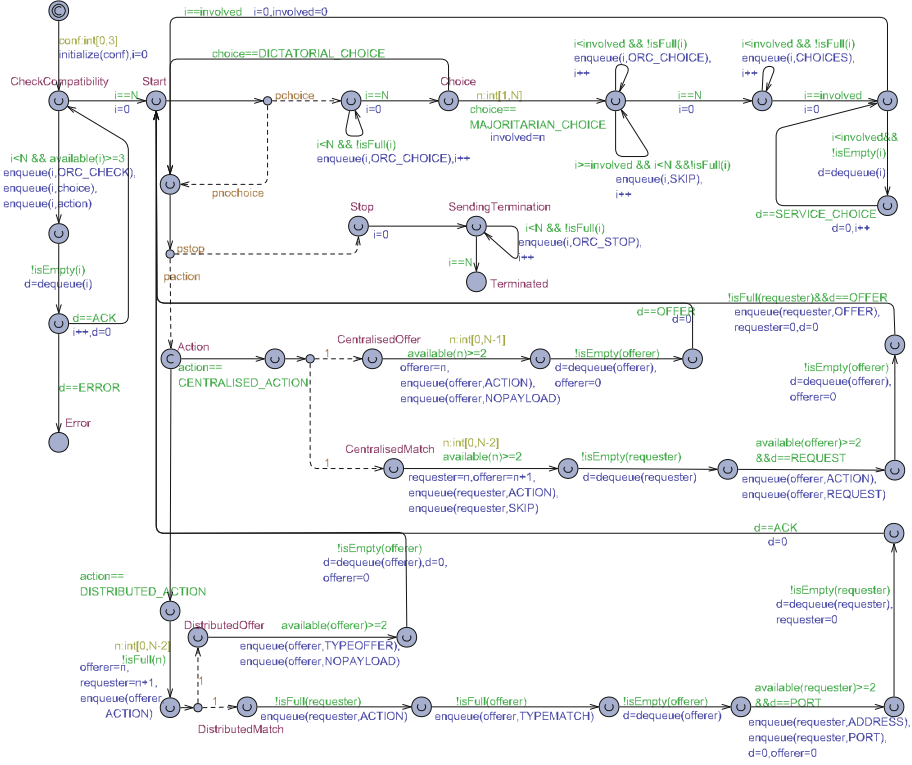 i==involved
i=0,involved=0
conf:int[0,3]
initialize(conf),i=0
choice==DICTATORIAL_CHOICE
i<involved && !isFull(i)
enqueue(i,ORC_CHOICE),
i++
i<involved && !isFull(i)
enqueue(i,CHOICES),
i++
CheckCompatibility
i==N
i=0
Start
pchoice
i==N
i=0
Choice
n:int[1,N]
choice==
MAJORITARIAN_CHOICE
involved=n
i==N
i=0
i==involved
i=0
i<N && !isFull(i)
enqueue(i,ORC_CHOICE),i++
i<involved&&
!isEmpty(i)
d=dequeue(i)
i<N && available(i)>=3
enqueue(i,ORC_CHECK),
enqueue(i,choice),
enqueue(i,action)
i>=involved && i<N &&!isFull(i)
enqueue(i,SKIP),
i++
pnochoice
d==SERVICE_CHOICE
d=0,i++
Stop
i=0
SendingTermination
i<N && !isFull(i)
enqueue(i,ORC_STOP),
i++
pstop
i==N
Terminated
paction
!isEmpty(i)
d=dequeue(i)
d==ACK
i++,d=0
d==OFFER
d=0
!isFull(requester)&&d==OFFER
enqueue(requester,OFFER),
requester=0,d=0
Action
action==
CENTRALISED_ACTION
1
CentralisedOffer
n:int[0,N-1]
available(n)>=2
offerer=n,
enqueue(offerer,ACTION),
enqueue(offerer,NOPAYLOAD)
!isEmpty(offerer)
d=dequeue(offerer),
offerer=0
!isEmpty(offerer)
d=dequeue(offerer),
offerer=0
d==ERROR
Error
1
CentralisedMatch
n:int[0,N-2]
available(n)>=2
requester=n,offerer=n+1,
enqueue(requester,ACTION),
enqueue(requester,SKIP)
!isEmpty(requester)
d=dequeue(requester)
available(offerer)>=2
&&d==REQUEST
enqueue(offerer,ACTION),
enqueue(offerer,REQUEST)
d==ACK
d=0
!isEmpty(offerer)
d=dequeue(offerer),d=0,
offerer=0
action==
DISTRIBUTED_ACTION
!isEmpty(requester)
d=dequeue(requester),
requester=0
DistributedOffer
available(offerer)>=2
enqueue(offerer,TYPEOFFER),
enqueue(offerer,NOPAYLOAD)
n:int[0,N-2]
!isFull(n)
offerer=n,
requester=n+1,
enqueue(offerer,
ACTION)
1
1
DistributedMatch
!isFull(requester)
enqueue(requester,ACTION)
!isFull(offerer)
enqueue(offerer,TYPEMATCH)
!isEmpty(offerer)
d=dequeue(offerer)
available(requester)>=2
&&d==PORT
enqueue(requester,ADDRESS),
enqueue(requester,PORT),
d=0,offerer=0